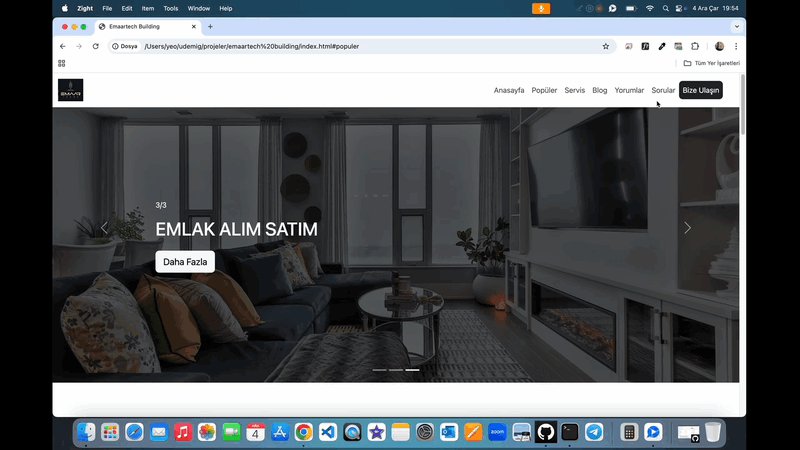 Zight File Edit Item Tools Window Help 4 Ara Çar 19:54
Emaartech Building
Dosya /Users/yeo/udemig/projeler/emaartech%20building/index.html#populer
Tüm Yer İşaretleri
EMAAR
Anasayfa Popüler Servis Blog Yorumlar Sorular Bize Ulaşın
3/3
EMLAK ALIM SATIM
Daha Fazla
4
zoom